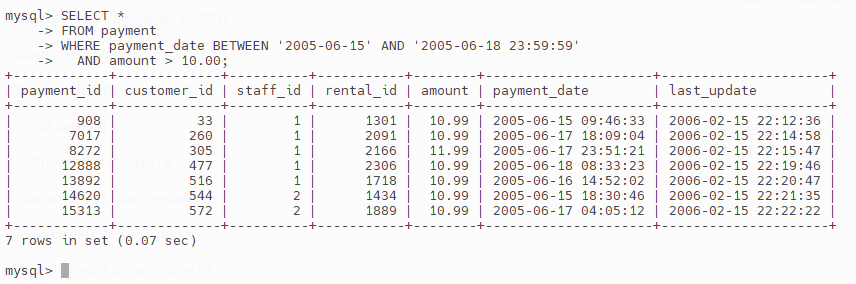 mysql> SELECT *
    -> FROM payment
    -> WHERE payment_date BETWEEN '2005-06-15' AND '2005-06-18 23:59:59'
    ->   AND amount > 10.00;
+------------+-------------+----------+-----------+--------+---------------------+---------------------+
| payment_id | customer_id | staff_id | rental_id | amount | payment_date        | last_update         |
+------------+-------------+----------+-----------+--------+---------------------+---------------------+
|        908 |          33 |        1 |      1301 |  10.99 | 2005-06-15 09:46:33 | 2006-02-15 22:12:36 |
|       7017 |         260 |        1 |      2091 |  10.99 | 2005-06-17 18:09:04 | 2006-02-15 22:14:58 |
|       8272 |         305 |        1 |      2166 |  11.99 | 2005-06-17 23:51:21 | 2006-02-15 22:15:47 |
|      12888 |         477 |        1 |      2306 |  10.99 | 2005-06-18 08:33:23 | 2006-02-15 22:19:46 |
|      13892 |         516 |        1 |      1718 |  10.99 | 2005-06-16 14:52:02 | 2006-02-15 22:20:47 |
|      14620 |         544 |        2 |      1434 |  10.99 | 2005-06-15 18:30:46 | 2006-02-15 22:21:35 |
|      15313 |         572 |        2 |      1889 |  10.99 | 2005-06-17 04:05:12 | 2006-02-15 22:22:22 |
+------------+-------------+----------+-----------+--------+---------------------+---------------------+
7 rows in set (0.07 sec)
mysql>